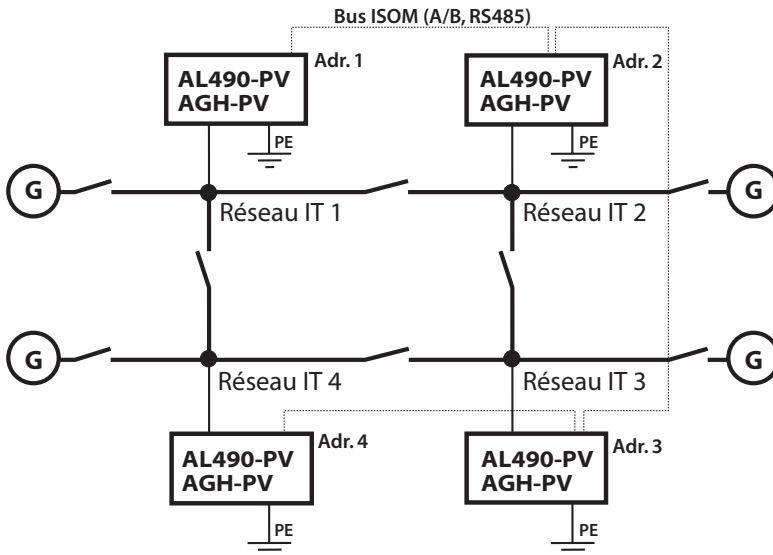 Bus ISOM (A/B, RS485)
Adr. 1
Adr. 2
AL490-PV
AGH-PV
AL490-PV
AGH-PV
PE
PE
G
G
Réseau IT 1
Réseau IT 2
G
G
Réseau IT 4
Réseau IT 3
Adr. 4
Adr. 3
AL490-PV
AGH-PV
AL490-PV
AGH-PV
PE
PE